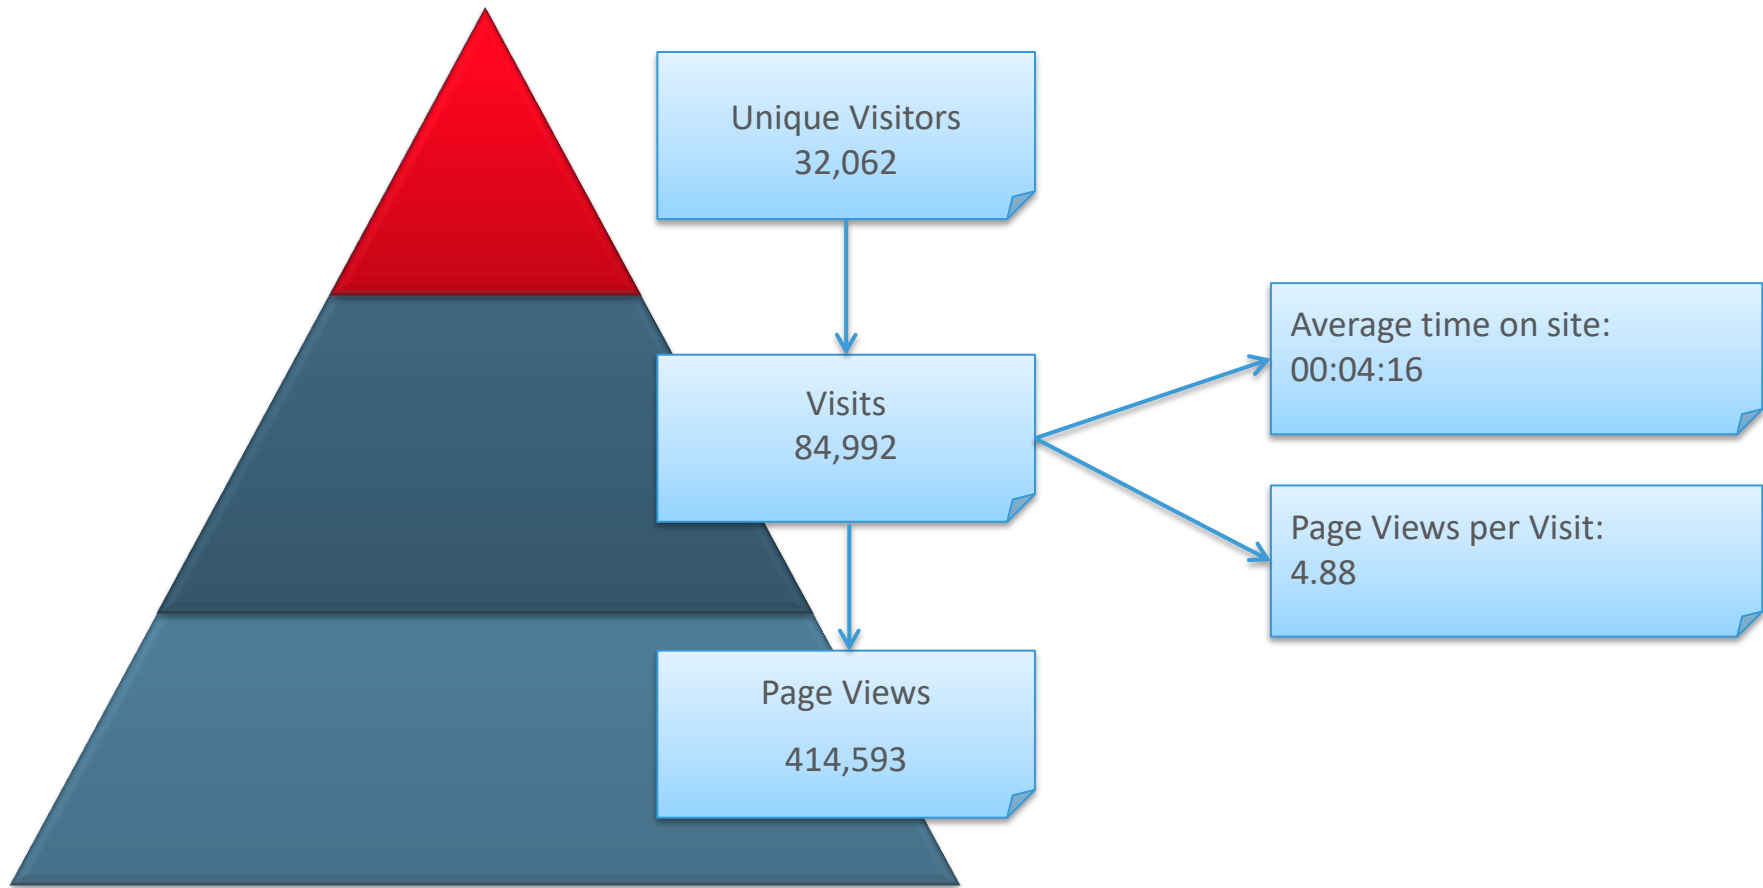 Unique Visitors
32,062
Visits
84,992
Average time on site:
00:04:16
Page Views per Visit:
4.88
Page Views
414,593